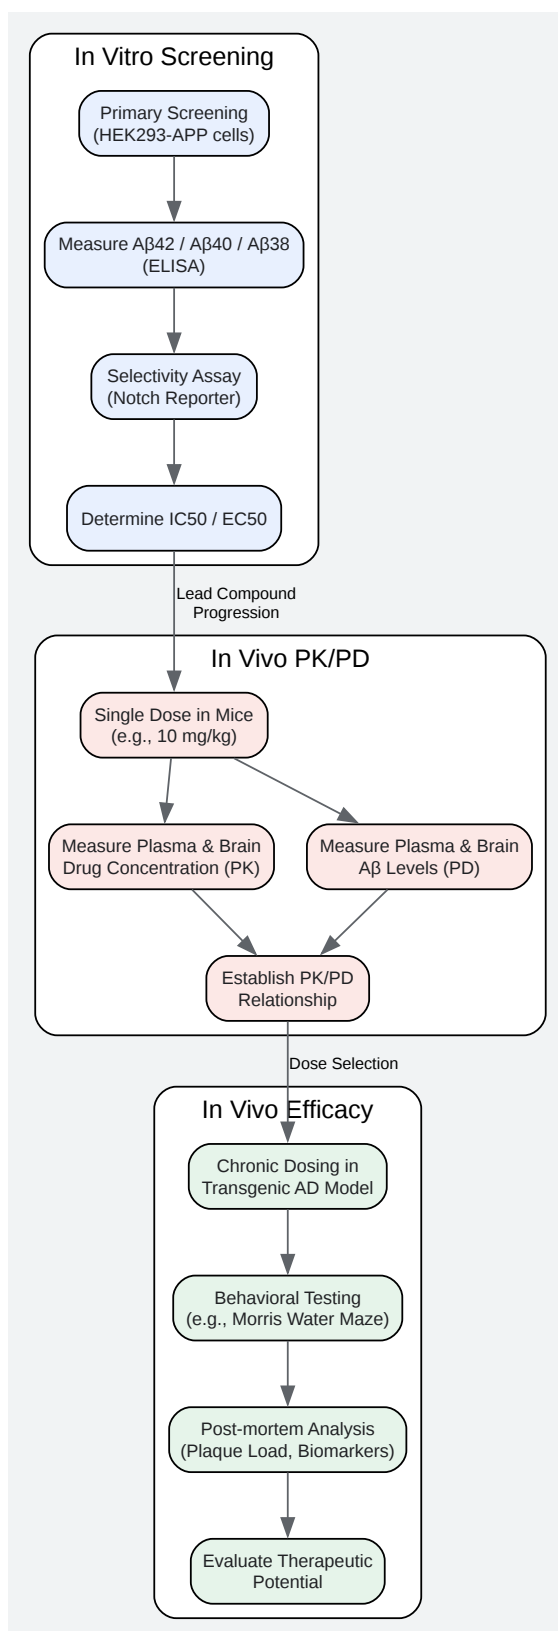 In Vitro Screening
Primary Screening
(HEK293-APP cells)
Measure Aβ42 / Aβ40 / Aβ38
(ELISA)
Selectivity Assay
(Notch Reporter)
Determine IC50 / EC50
Lead Compound
Progression
In Vivo PK/PD
Single Dose in Mice
(e.g., 10 mg/kg)
Measure Plasma & Brain
Drug Concentration (PK)
Measure Plasma & Brain
Aβ Levels (PD)
Establish PK/PD
Relationship
Dose Selection
In Vivo Efficacy
Chronic Dosing in
Transgenic AD Model
Behavioral Testing
(e.g., Morris Water Maze)
Post-mortem Analysis
(Plaque Load, Biomarkers)
Evaluate Therapeutic
Potential